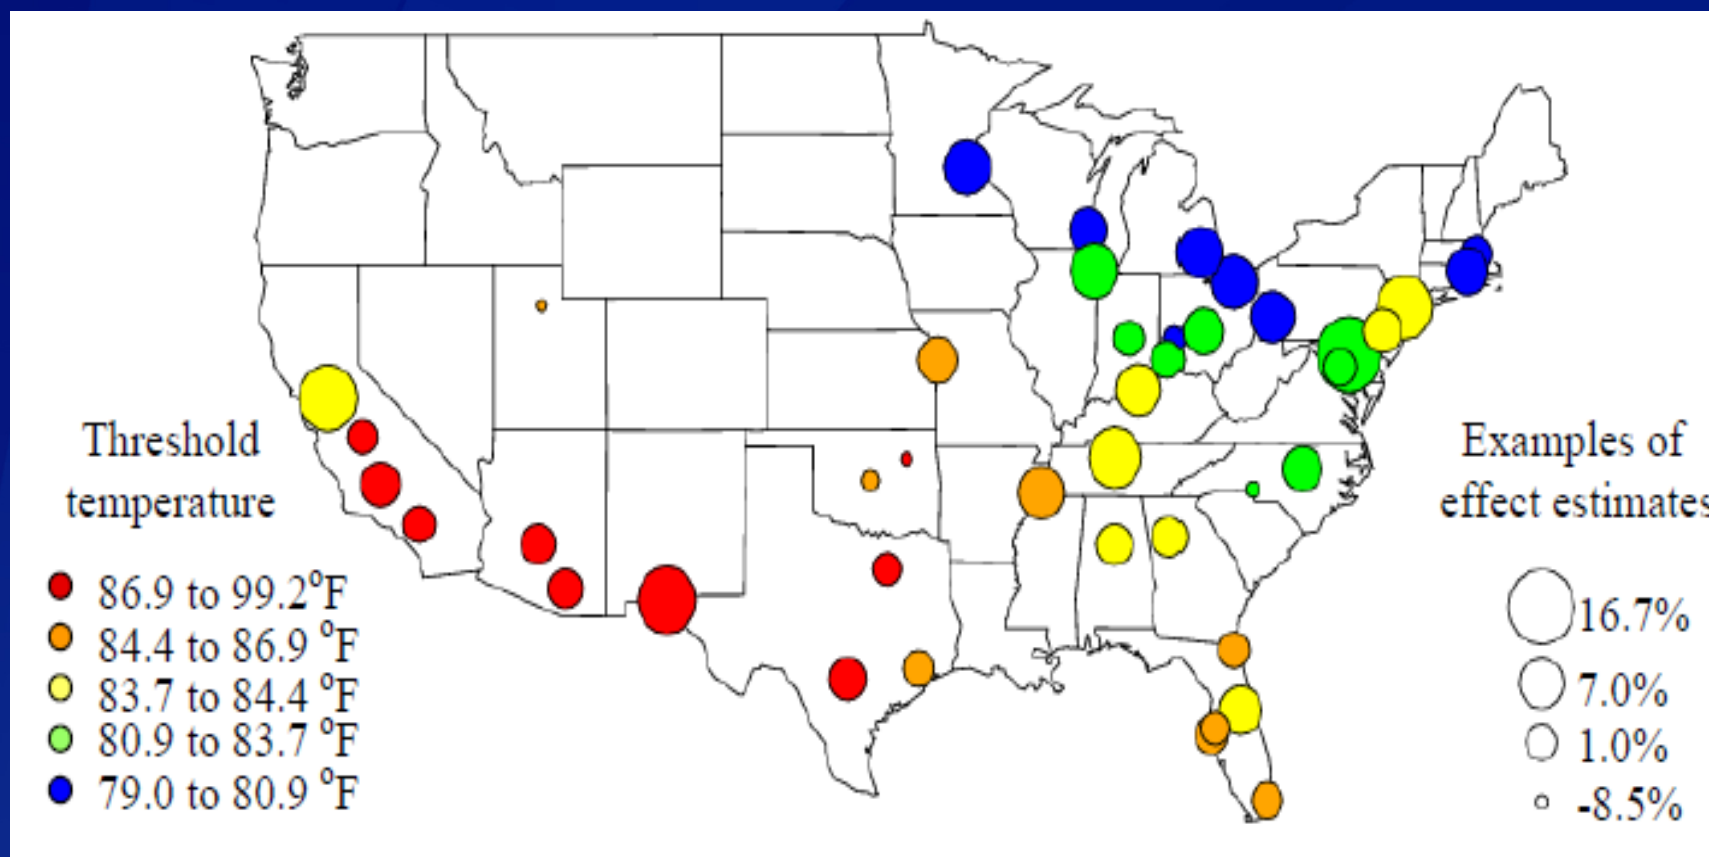 Threshold
temperature
86.9 to 99.2°F
84.4 to 86.9 °F
83.7 to 84.4 °F
80.9 to 83.7 °F
79.0 to 80.9 °F
Examples of
effect estimates
16.7%
7.0%
1.0%
-8.5%